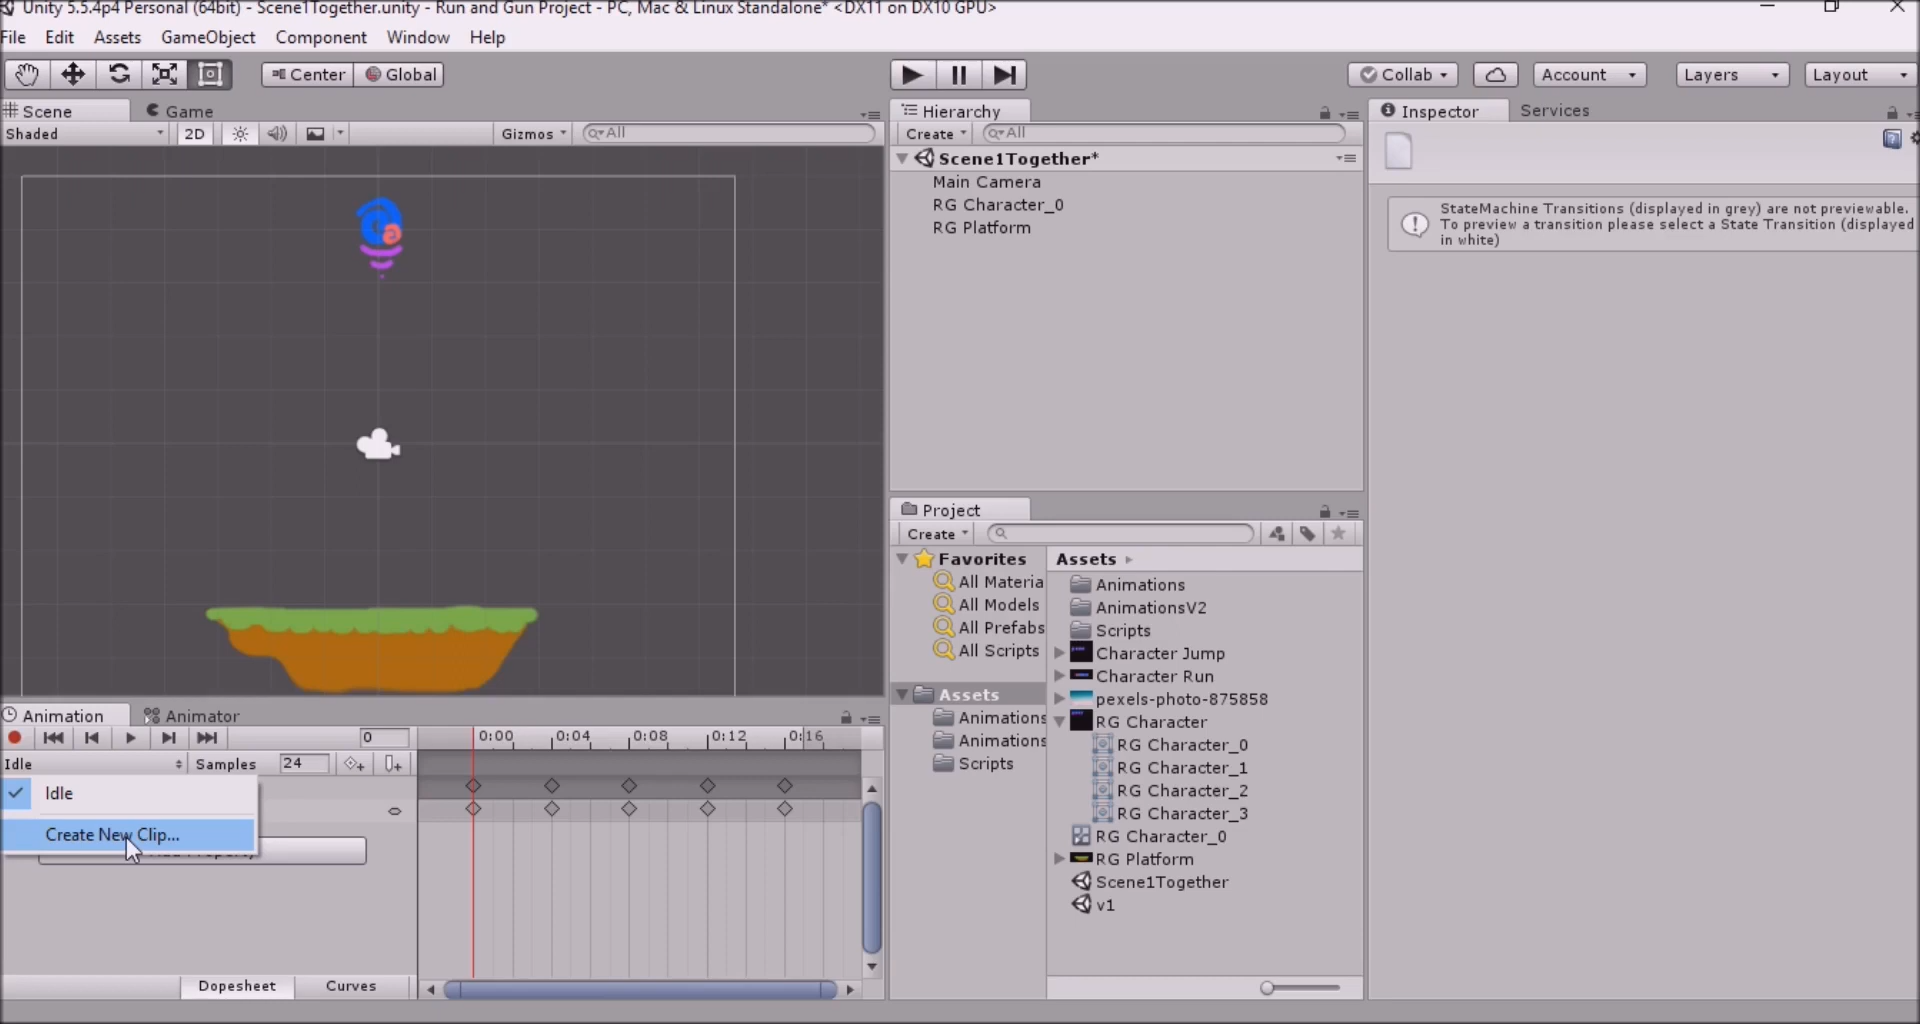 Unity 5.5.4p4 Personal (64bit) - Scene1Together.unity - Run and Gun Project - PC, Mac & Linux Standalone* <DX11 on DX10 GPU>
File Edit Assets GameObject Component Window Help
Center Global Collab Account Layers Layout
Scene Game
Shaded 2D Gizmos All
Hierarchy
Create All
Scene1Together*
Main Camera
RG Character_0
RG Platform
Inspector Services
StateMachine Transitions (displayed in grey) are not previewable.
To preview a transition please select a State Transition (displayed
in white)
Project
Create
Favorites
All Materia
All Models
All Prefabs
All Scripts
Assets
Animations
Animations
Scripts
Assets
Animations
AnimationsV2
Scripts
Character Jump
Character Run
pexels-photo-875858
RG Character
RG Character_0
RG Character_1
RG Character_2
RG Character_3
RG Character_0
RG Platform
Scene1Together
v1
Animation Animator
0 0:00 0:04 0:08 0:12 0:16
Idle Samples 24
Idle
Create New Clip...
Dopesheet Curves